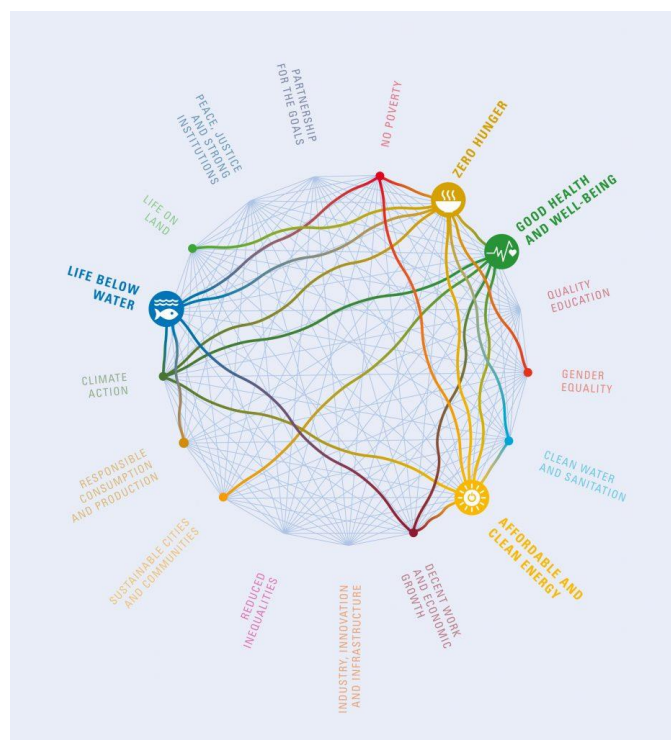 PARTNERSHIP
FOR THE GOALS
NO POVERTY
ZERO HUNGER
GOOD HEALTH
AND WELL-BEING
QUALITY
EDUCATION
GENDER
EQUALITY
CLEAN WATER
AND SANITATION
AFFORDABLE AND
CLEAN ENERGY
DECENT WORK
AND ECONOMIC
GROWTH
INDUSTRY, INNOVATION
AND INFRASTRUCTURE
REDUCED
INEQUALITIES
SUSTAINABLE CITIES
AND COMMUNITIES
RESPONSIBLE
CONSUMPTION
AND PRODUCTION
CLIMATE
ACTION
LIFE BELOW
WATER
LIFE ON
LAND
PEACE, JUSTICE
AND STRONG
INSTITUTIONS